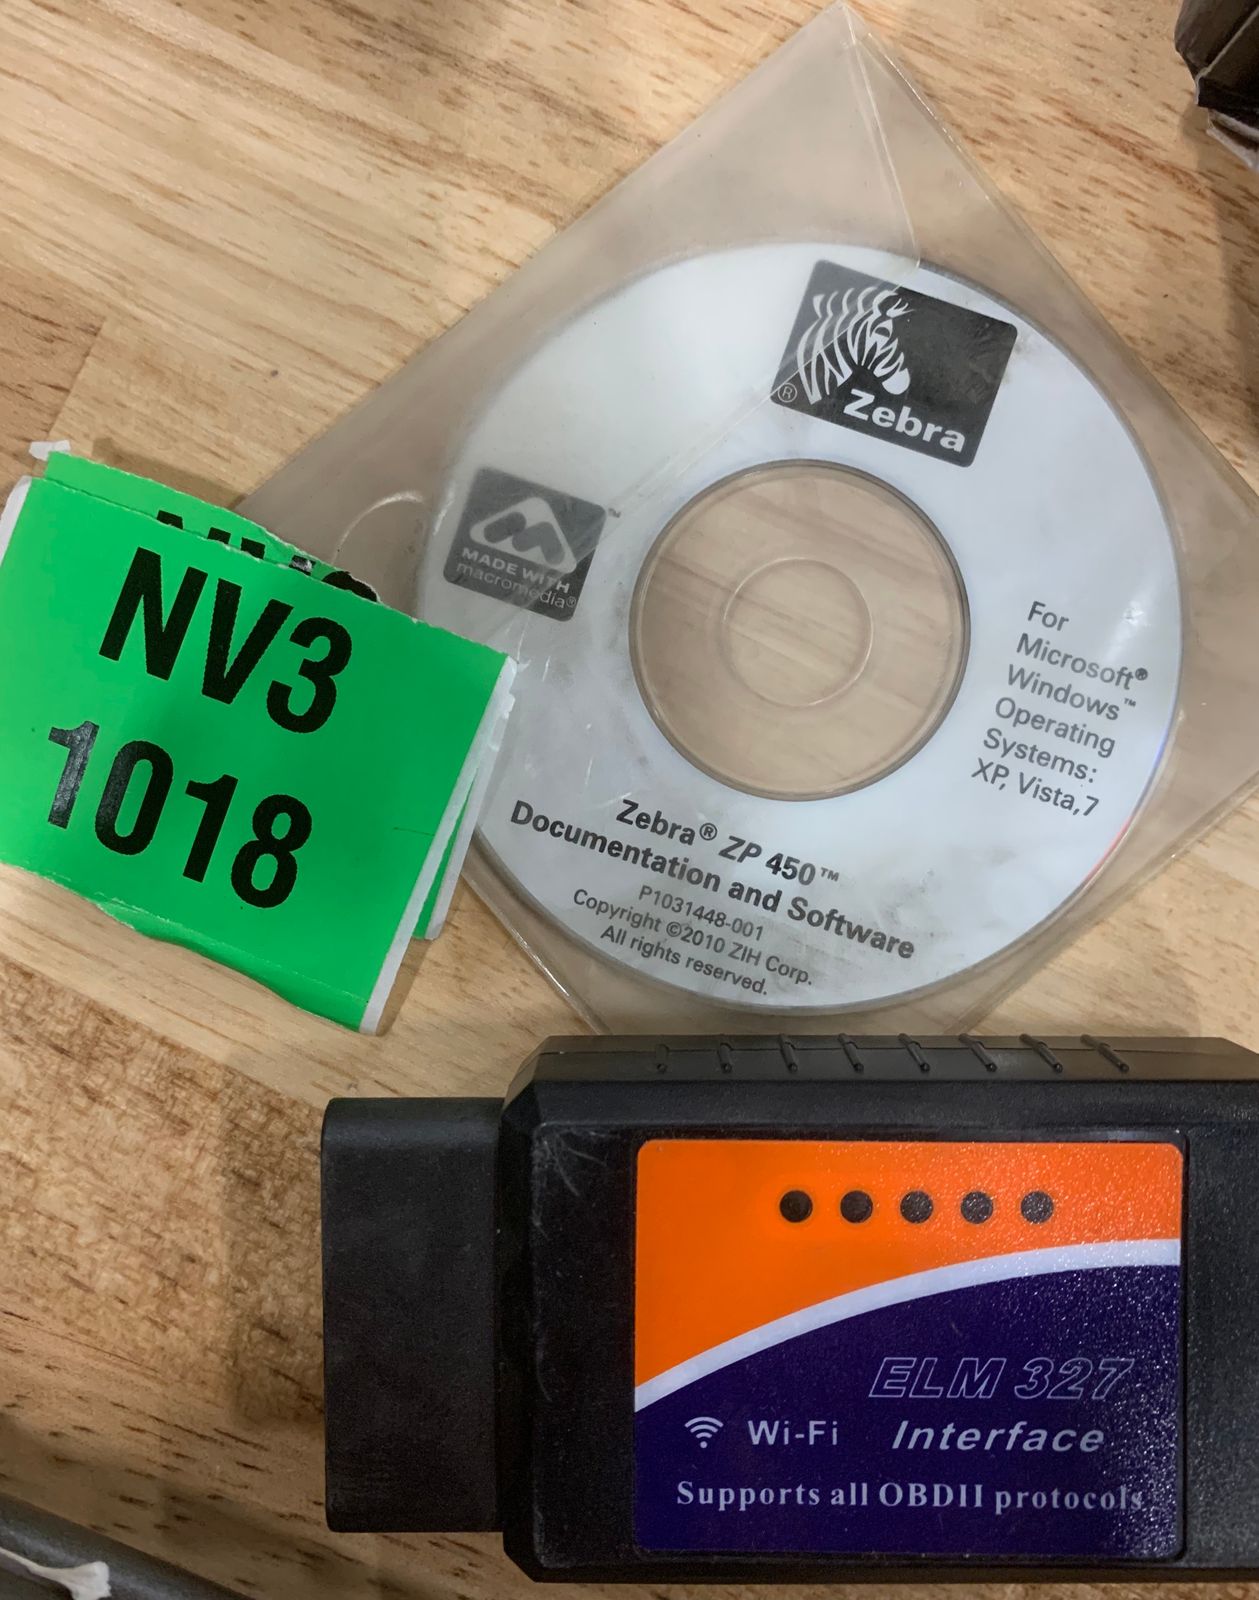 Zebra
®
MADE WITH
macromedia®
™
For
Microsoft®
Windows™
Operating
Systems:
XP, Vista,7
Zebra® ZP 450™
Documentation and Software
P1031448-001
Copyright ©2010 ZIH Corp.
All rights reserved.
NV3
1018
ELM 327
Wi-Fi Interface
Supports all OBDII protocols